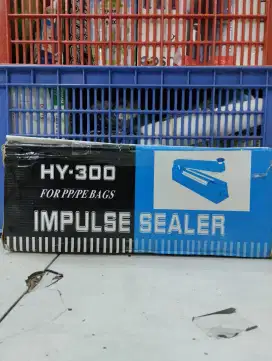 HY-300
FOR PP/PE BAGS
IMPULSE SEALER